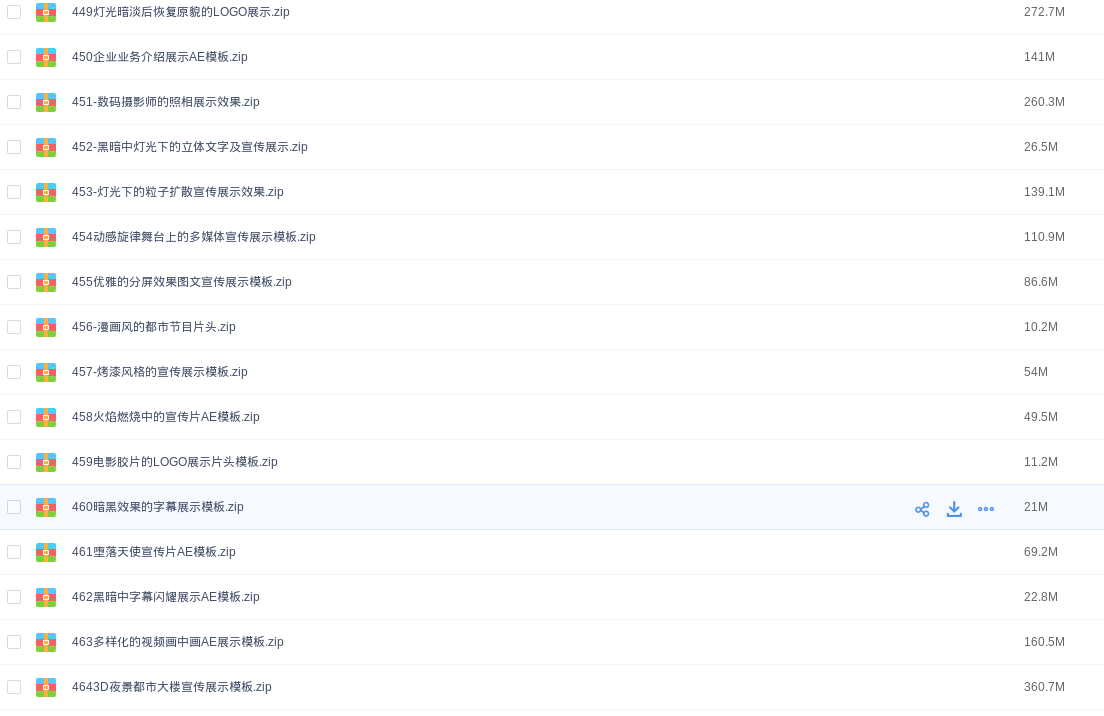 449灯光暗淡后恢复原貌的LOGO展示.zip 272.7M
450企业业务介绍展示AE模板.zip 141M
451-数码摄影师的照相展示效果.zip 260.3M
452-黑暗中灯光下的立体文字及宣传展示.zip 26.5M
453-灯光下的粒子扩散宣传展示效果.zip 139.1M
454动感旋律舞台上的多媒体宣传展示模板.zip 110.9M
455优雅的分屏效果图文宣传展示模板.zip 86.6M
456-漫画风的都市节目片头.zip 10.2M
457-烤漆风格的宣传展示模板.zip 54M
458火焰燃烧中的宣传片AE模板.zip 49.5M
459电影胶片的LOGO展示片头模板.zip 11.2M
460暗黑效果的字幕展示模板.zip 21M
461堕落天使宣传片AE模板.zip 69.2M
462黑暗中字幕闪耀展示AE模板.zip 22.8M
463多样化的视频画中画AE展示模板.zip 160.5M
4643D夜景都市大楼宣传展示模板.zip 360.7M